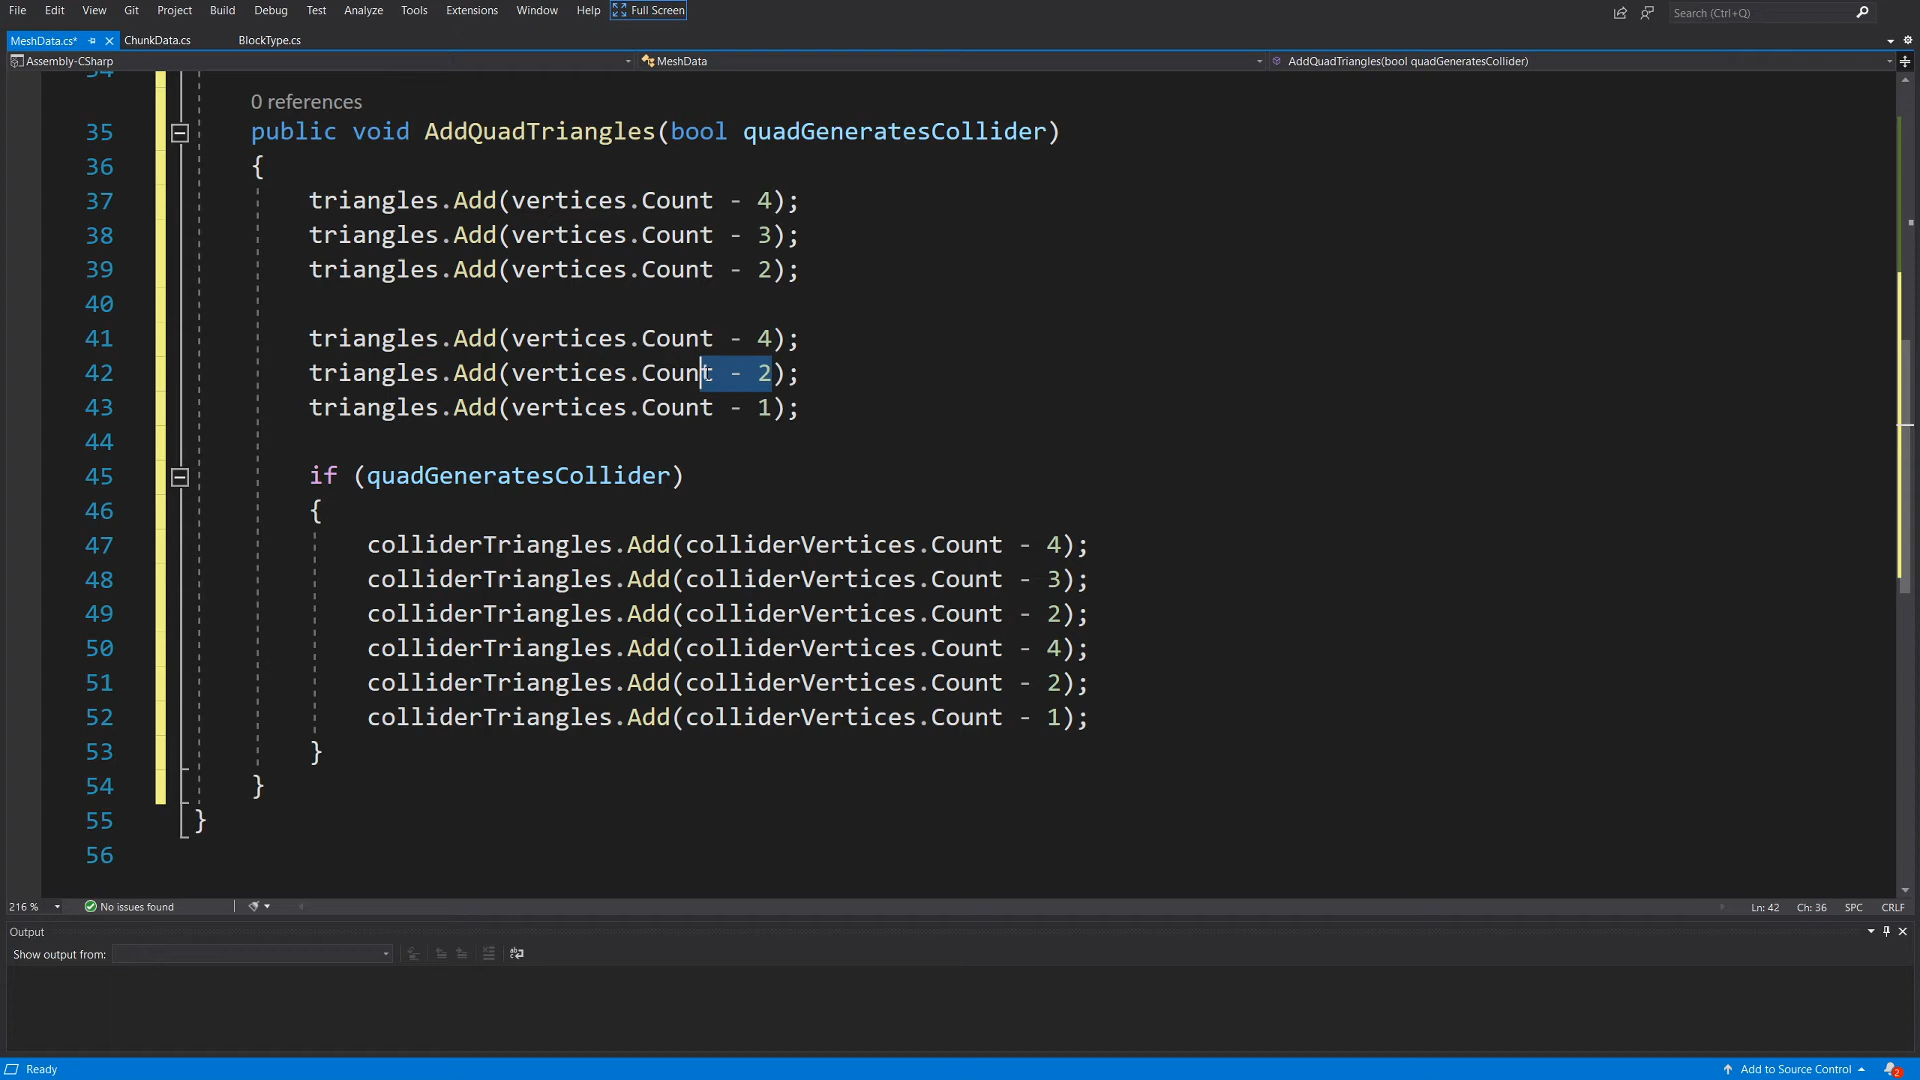 File Edit View Git Project Build Debug Test Analyze Tools Extensions Window Help Full Screen Search (Ctrl+Q)
MeshData.cs* ChunkData.cs BlockType.cs
Assembly-CSharp MeshData AddQuadTriangles(bool quadGeneratesCollider)
34
0 references
35 public void AddQuadTriangles(bool quadGeneratesCollider)
36 {
37 triangles.Add(vertices.Count - 4);
38 triangles.Add(vertices.Count - 3);
39 triangles.Add(vertices.Count - 2);
40
41 triangles.Add(vertices.Count - 4);
42 triangles.Add(vertices.Count - 2);
43 triangles.Add(vertices.Count - 1);
44
45 if (quadGeneratesCollider)
46 {
47 colliderTriangles.Add(colliderVertices.Count - 4);
48 colliderTriangles.Add(colliderVertices.Count - 3);
49 colliderTriangles.Add(colliderVertices.Count - 2);
50 colliderTriangles.Add(colliderVertices.Count - 4);
51 colliderTriangles.Add(colliderVertices.Count - 2);
52 colliderTriangles.Add(colliderVertices.Count - 1);
53 }
54 }
55 }
56
216 % No issues found Ln: 42 Ch: 36 SPC CRLF
Output
Show output from:
Ready Add to Source Control 2